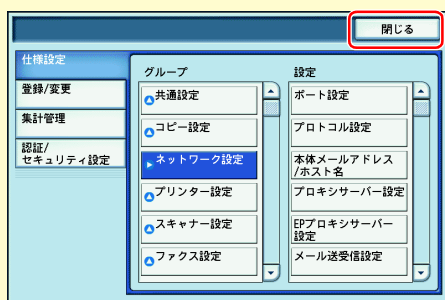 閉じる
仕様設定
登録/変更
集計管理
認証/
セキュリティ設定
グループ
共通設定
コピー設定
ネットワーク設定
プリンター設定
スキャナー設定
ファクス設定
設定
ポート設定
プロトコル設定
本体メールアドレス
/ホスト名
プロキシサーバー設定
EPプロキシサーバー
設定
メール送受信設定